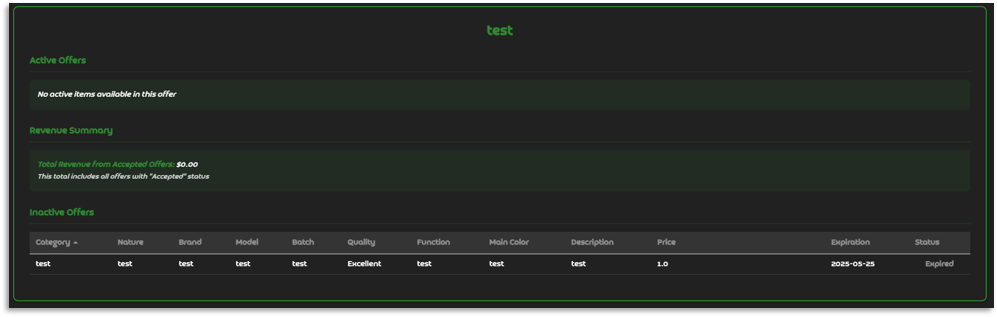 test
Active Offers
No active items available in this offer
Revenue Summary
Total Revenue from Accepted Offers: $0.00
This total includes all offers with "Accepted" status
Inactive Offers
Category Nature Brand Model Batch Quality Function Main Color Description Price Expiration Status
test test test test test Excellent test test test 1.0 2025-05-25 Expired